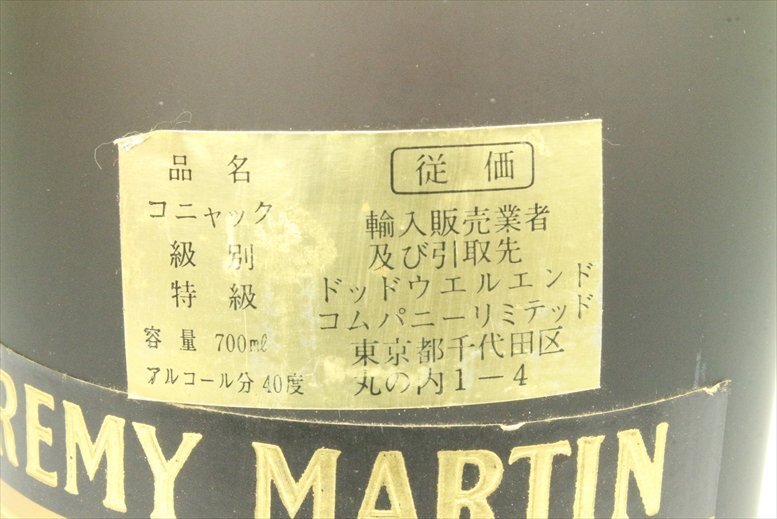 品名
コニャック
級別
特級
容量 700ml
アルコール分 40度
従価
輸入販売業者
及び引取先
ドッドウエルエンド
コムパニーリミテッド
東京都千代田区
丸の内1-4
REMY MARTIN